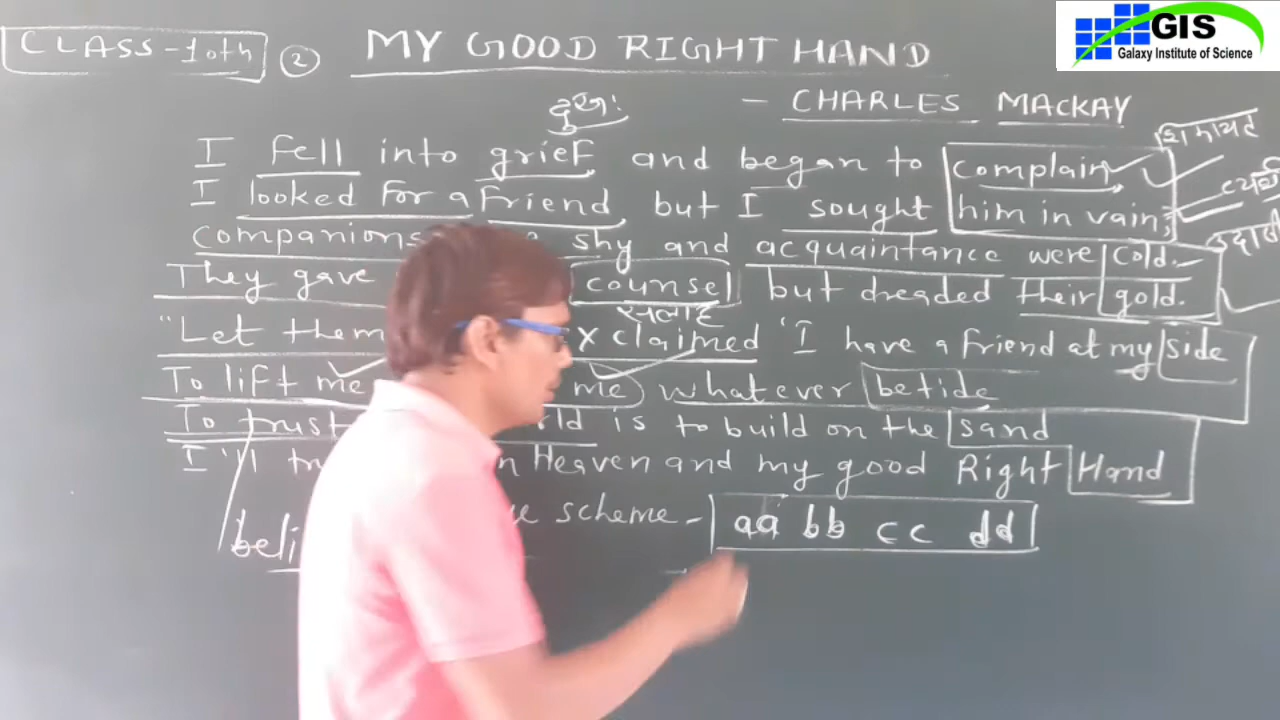 GIS
Galaxy Institute of Science
CLASS-10th ② MY GOOD RIGHT HAND
दुःख
- CHARLES MACKAY
I fell into grief and began to complain
I looked for a friend but I sought him in vain,
companions shy and acquaintance were cold.
They gave counsel but dreaded their gold.
सलाह
"Let them xclaimed 'I have a friend at my side
To lift me me whatever betide
To trust is to build on the sand
I'll n Heaven and my good Right Hand
scheme - aa bb cc dd
beli